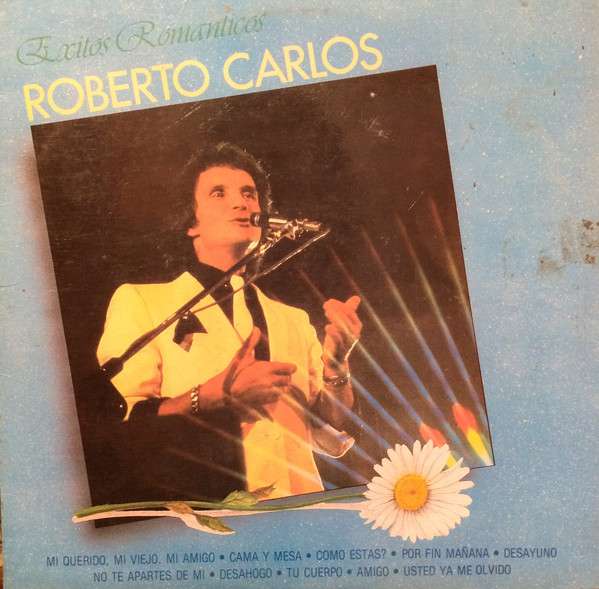 Exitos Romanticos
ROBERTO CARLOS
MI QUERIDO, MI VIEJO, MI AMIGO • CAMA Y MESA • COMO ESTAS? • POR FIN MAÑANA • DESAYUNO
NO TE APARTES DE MI • DESAHOGO • TU CUERPO • AMIGO • USTED YA ME OLVIDO